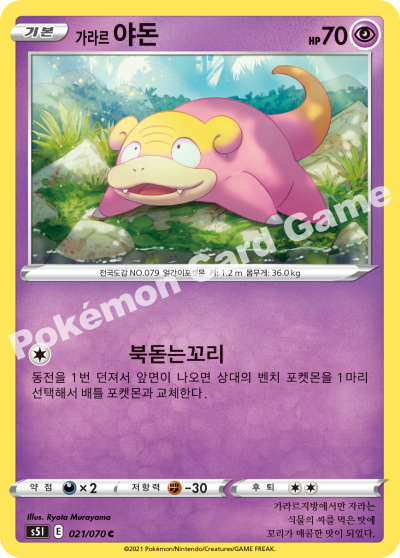 기본 가라르 야돈 HP 70
전국도감 NO.079 얼간이포켓몬 키: 1.2 m 몸무게: 36.0 kg
Pokémon Card Game
북돋는꼬리
동전을 1번 던져서 앞면이 나오면 상대의 벤치 포켓몬을 1마리
선택해서 배틀 포켓몬과 교체한다.
약점 ×2 저항력 -30 후퇴
Illus. Ryota Murayama
s5I E 021/070 C
가라르지방에서만 자라는
식물의 씨를 먹은 탓에
꼬리가 매콤한 맛이 되었다.
©2021 Pokémon/Nintendo/Creatures/GAME FREAK.